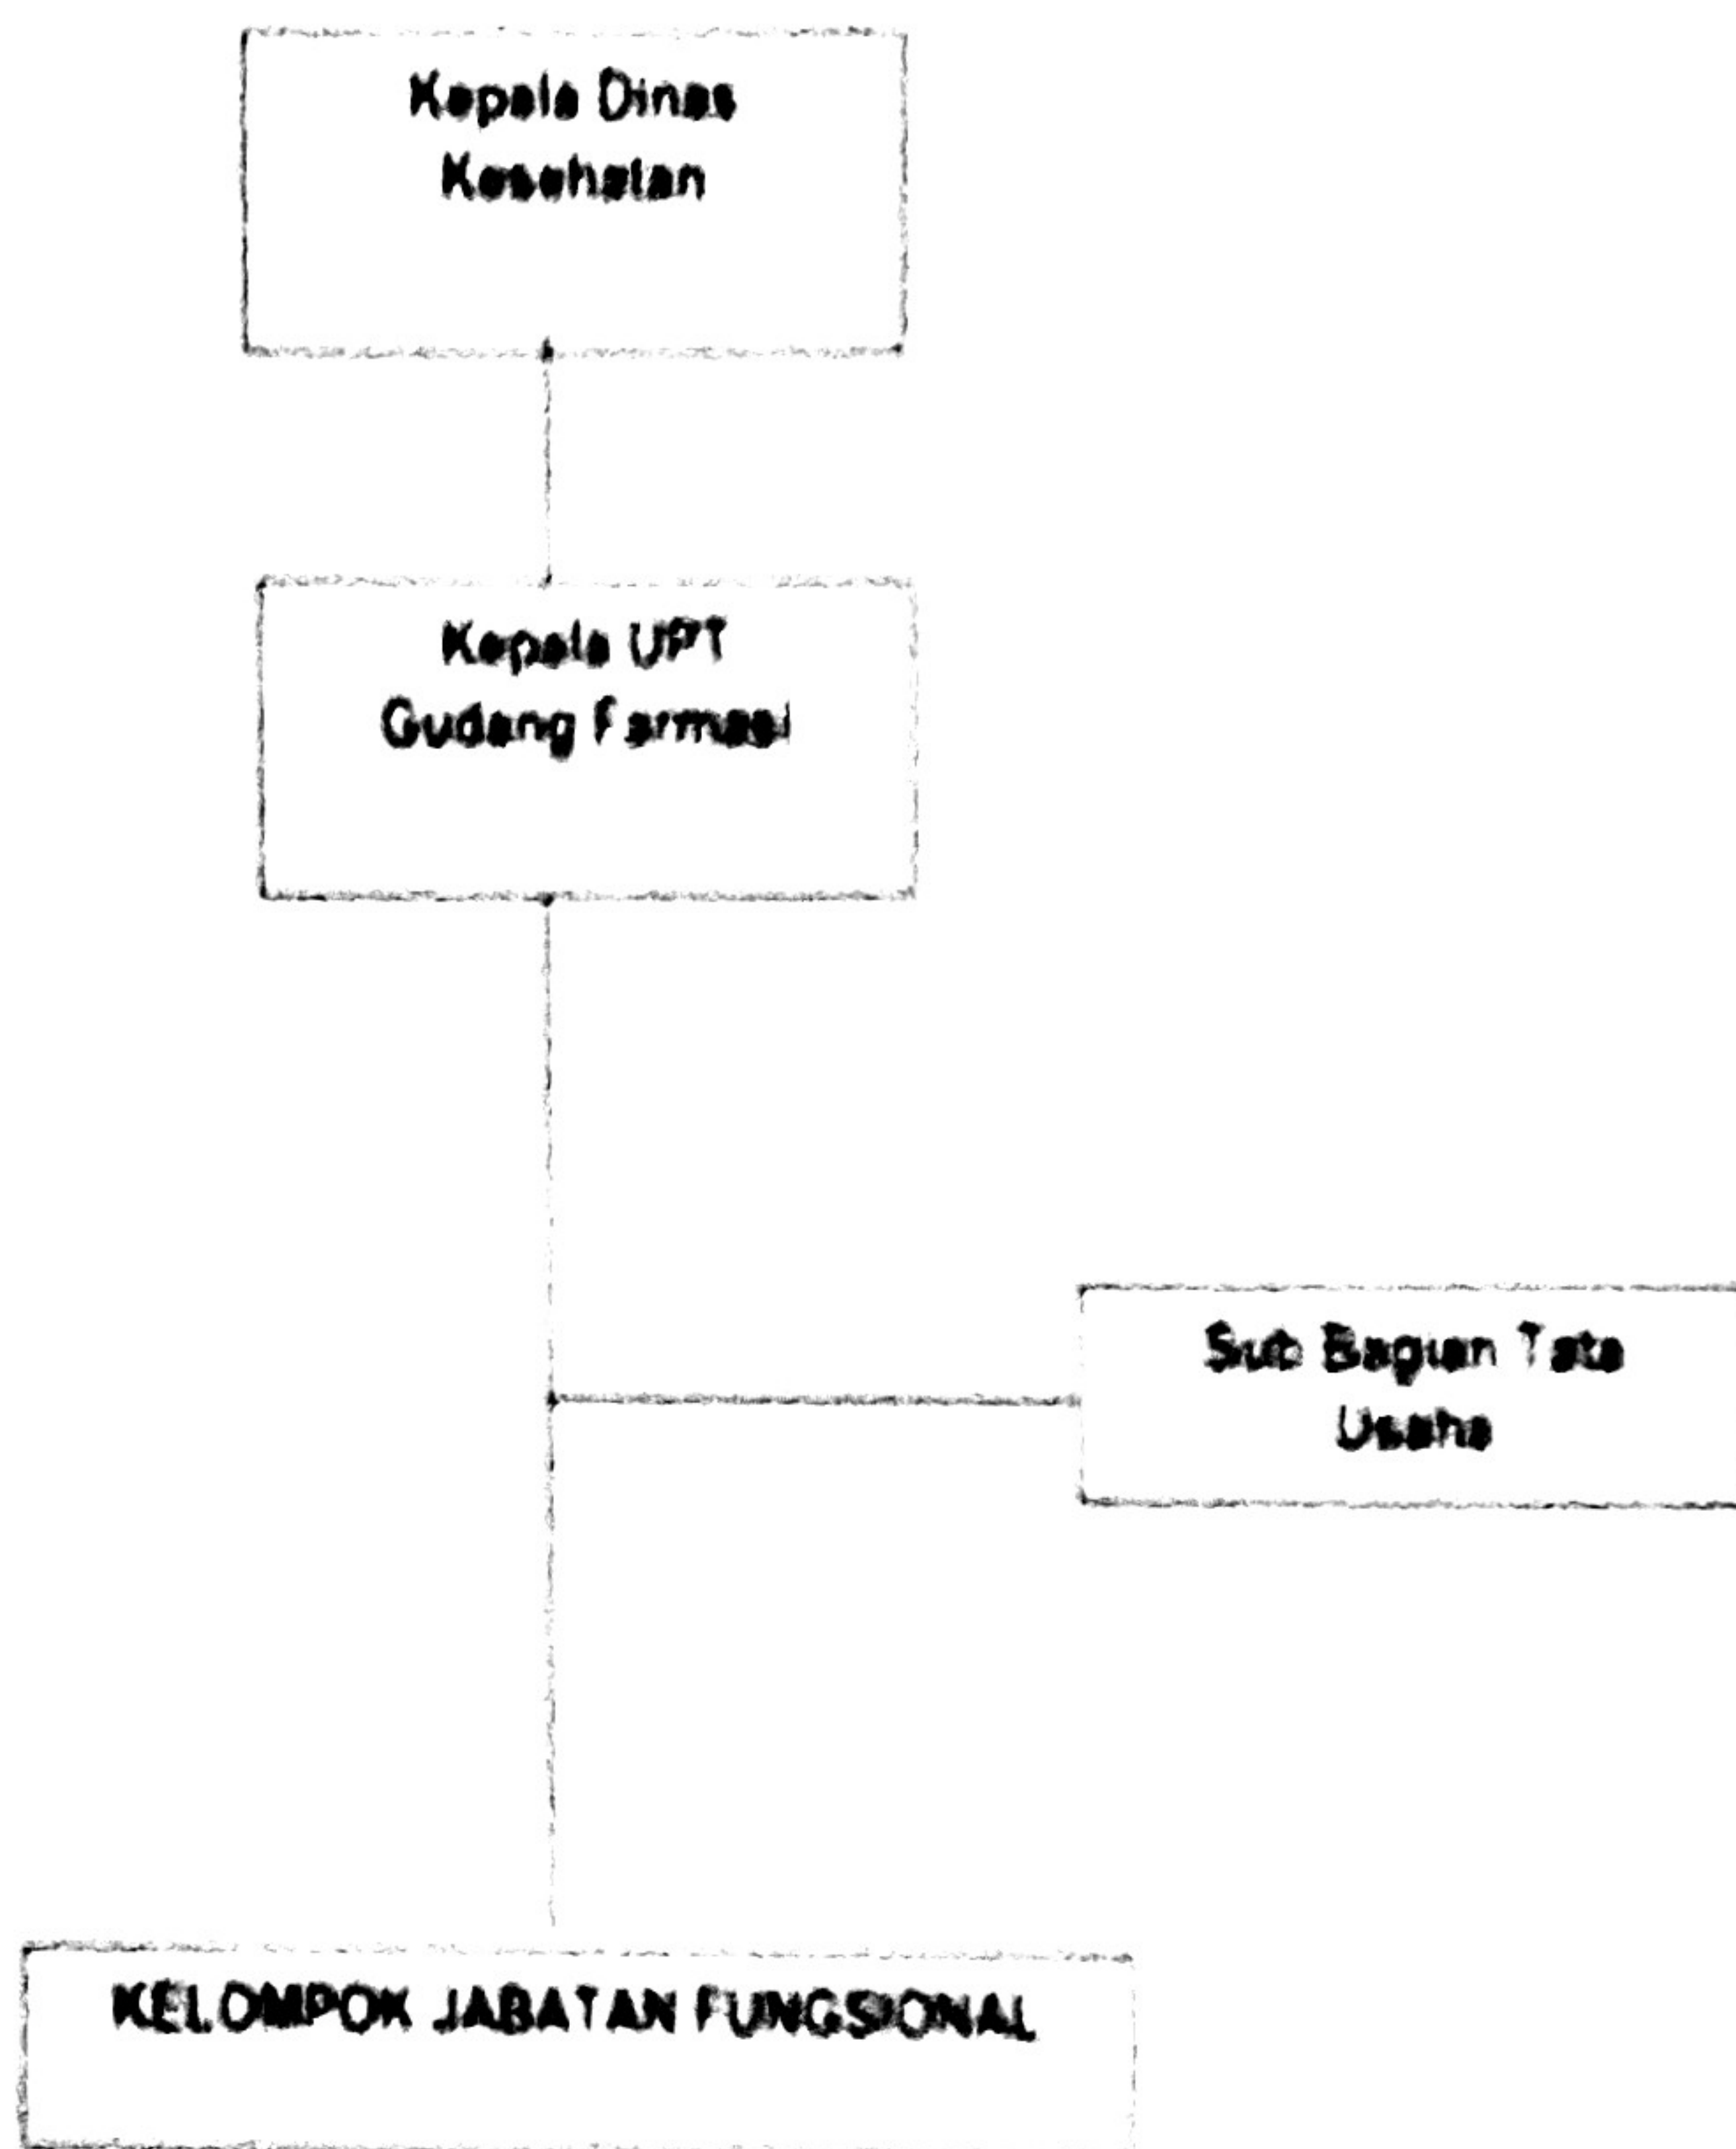 Kepala Dinas
Kesehatan
Kepala UPT
Gudang Farmasi
Sub Bagian Tata
Usaha
KELOMPOK JABATAN FUNGSIONAL